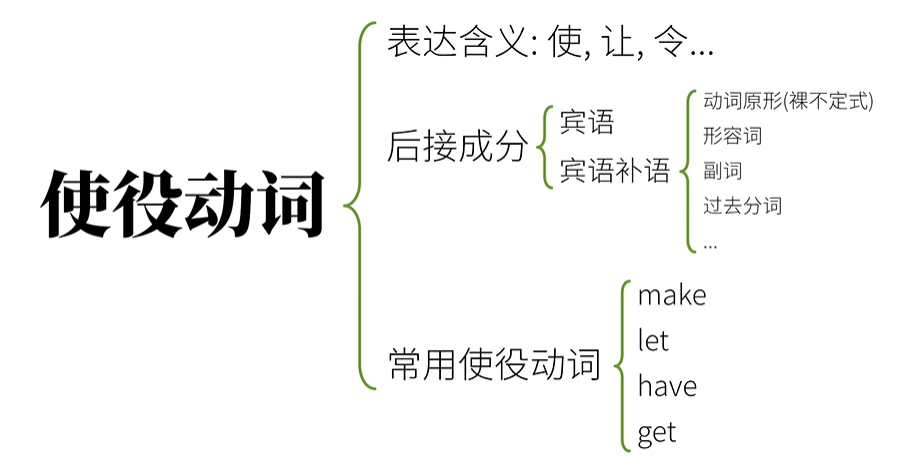 使役动词
表达含义: 使, 让, 令...
后接成分
宾语
宾语补语
动词原形(裸不定式)
形容词
副词
过去分词
...
常用使役动词
make
let
have
get